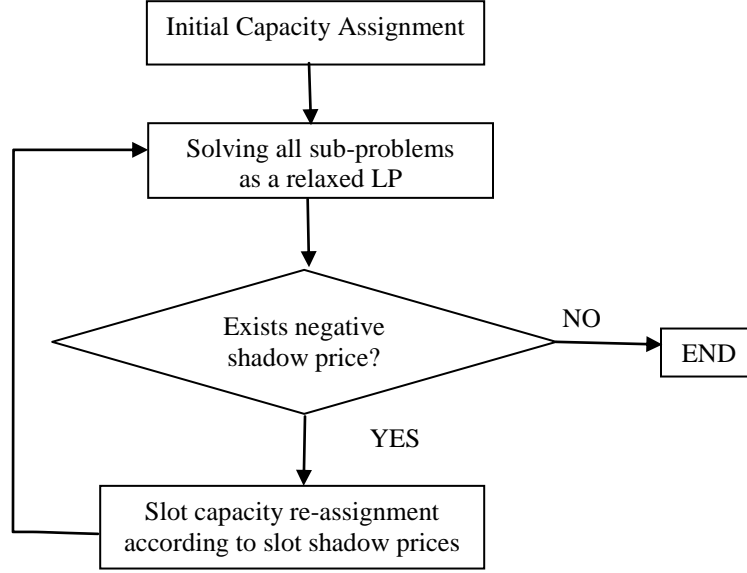 Initial Capacity Assignment
Solving all sub-problems
as a relaxed LP
Exists negative
shadow price?
NO
END
YES
Slot capacity re-assignment
according to slot shadow prices